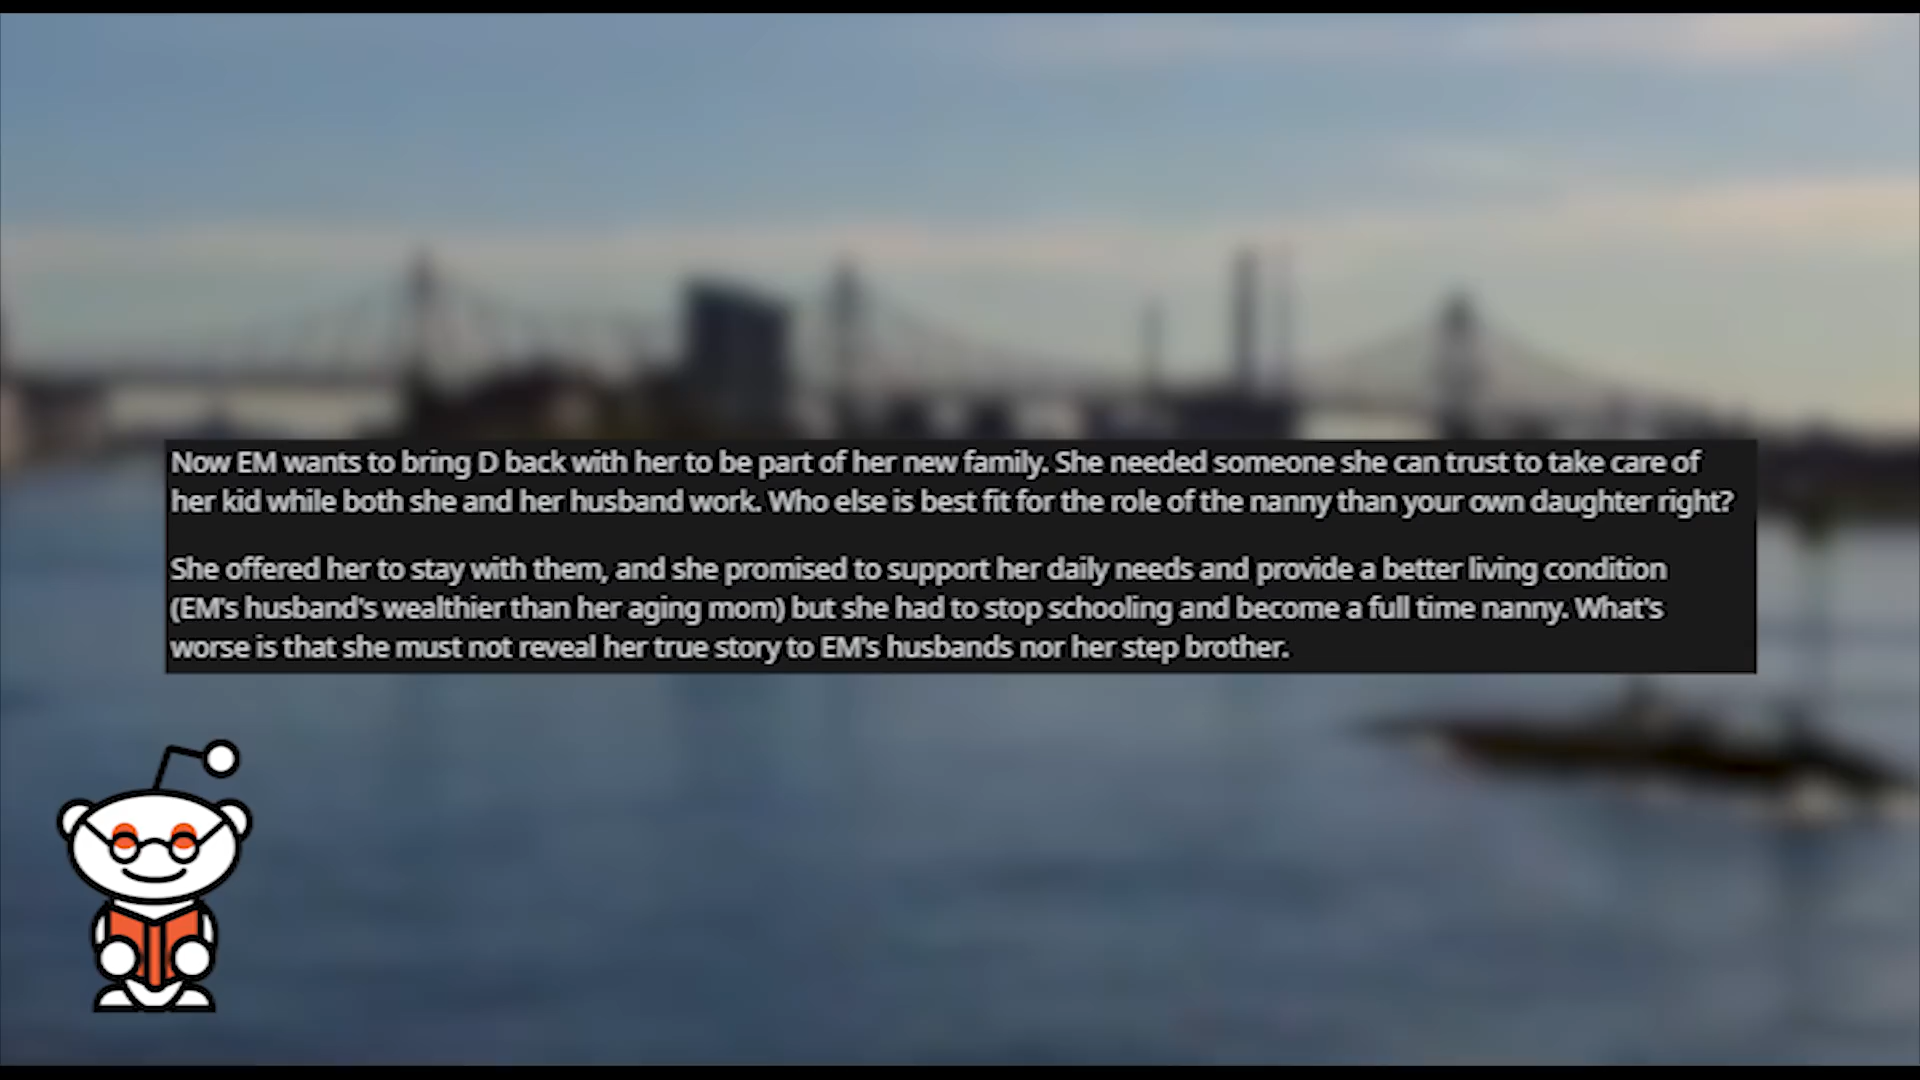 Now EM wants to bring D back with her to be part of her new family. She needed someone she can trust to take care of
her kid while both she and her husband work. Who else is best fit for the role of the nanny than your own daughter right?
She offered her to stay with them, and she promised to support her daily needs and provide a better living condition
(EM's husband's wealthier than her aging mom) but she had to stop schooling and become a full time nanny. What's
worse is that she must not reveal her true story to EM's husbands nor her step brother.